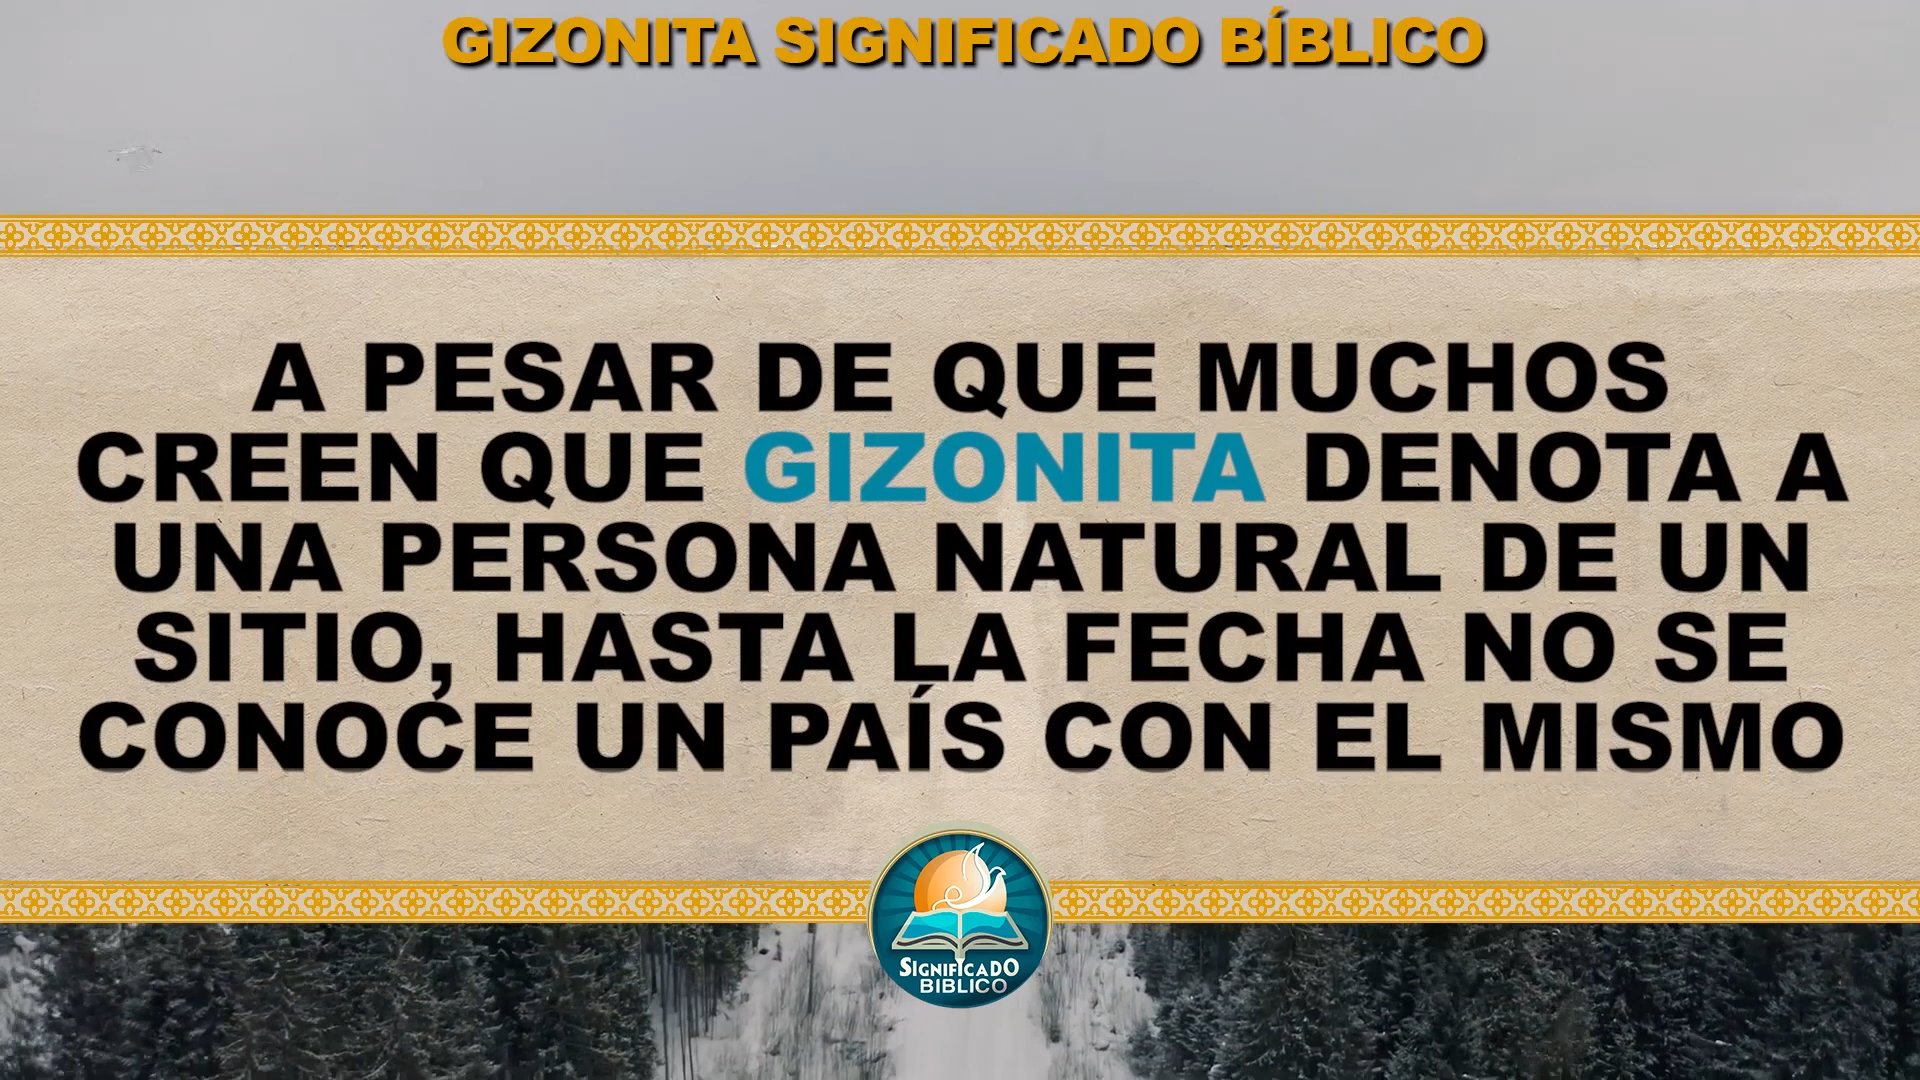 GIZONITA SIGNIFICADO BÍBLICO
A PESAR DE QUE MUCHOS
CREEN QUE GIZONITA DENOTA A
UNA PERSONA NATURAL DE UN
SITIO, HASTA LA FECHA NO SE
CONOCE UN PAÍS CON EL MISMO
SIGNIFICADO
BIBLICO